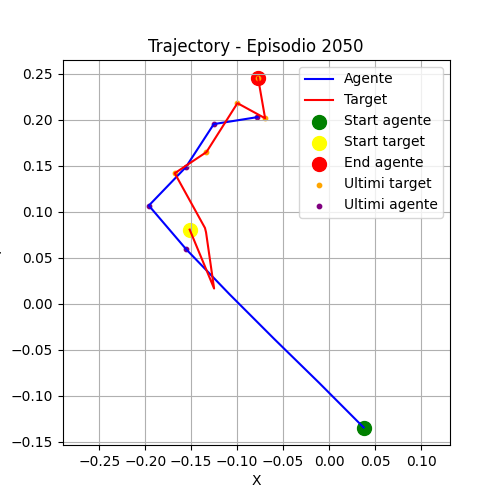 Trajectory - Episodio 2050
Agente
Target
Start agente
Start target
End agente
Ultimi target
Ultimi agente
0.25
0.20
0.15
0.10
0.05
0.00
−0.05
−0.10
−0.15
−0.25 −0.20 −0.15 −0.10 −0.05 0.00 0.05 0.10
X